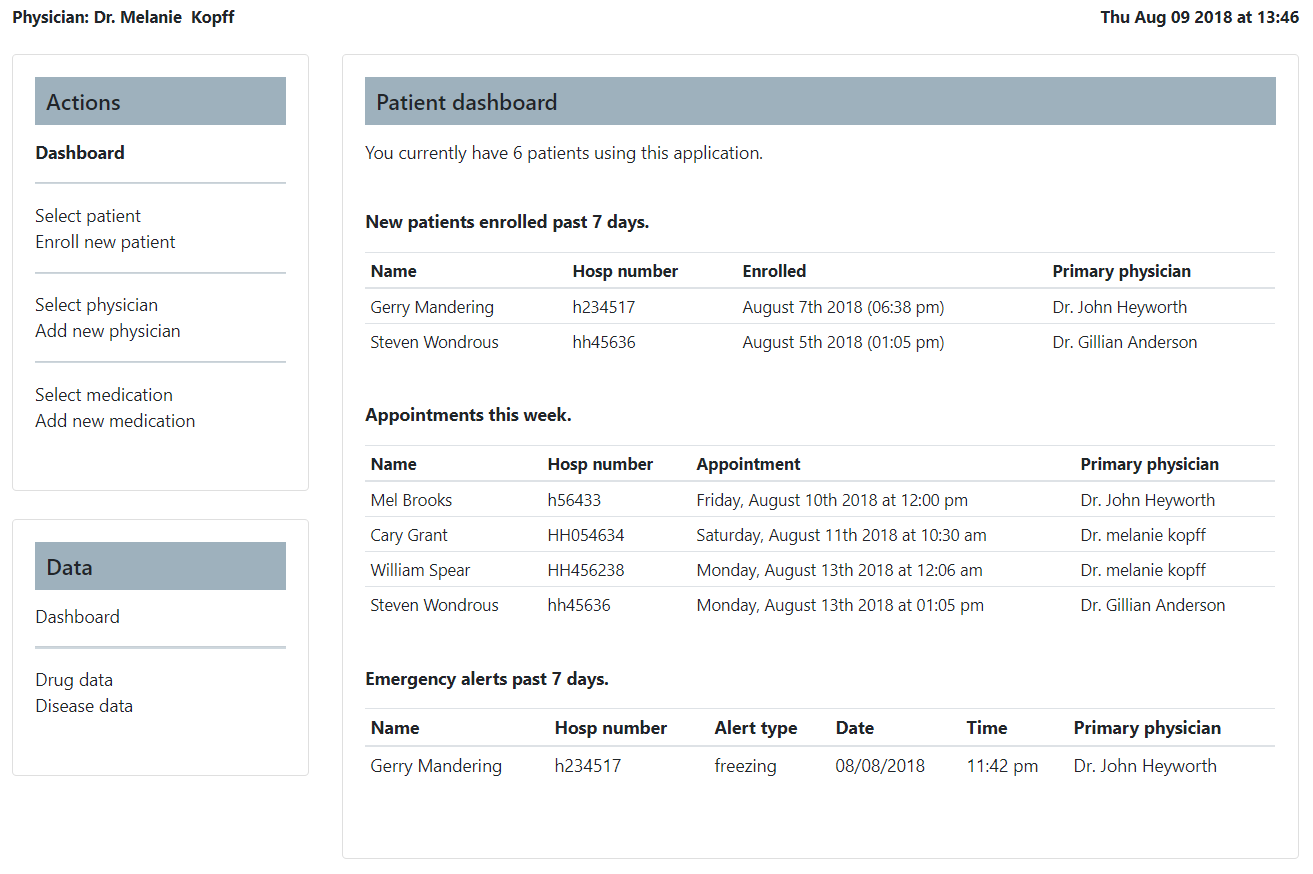 Physician: Dr. Melanie  Kopff
Thu Aug 09 2018 at 13:46
Actions
Dashboard
Select patient
Enroll new patient
Select physician
Add new physician
Select medication
Add new medication
Data
Dashboard
Drug data
Disease data
Patient dashboard
You currently have 6 patients using this application.
New patients enrolled past 7 days.
Name Hosp number Enrolled Primary physician
Gerry Mandering h234517 August 7th 2018 (06:38 pm) Dr. John Heyworth
Steven Wondrous hh45636 August 5th 2018 (01:05 pm) Dr. Gillian Anderson
Appointments this week.
Name Hosp number Appointment Primary physician
Mel Brooks h56433 Friday, August 10th 2018 at 12:00 pm Dr. John Heyworth
Cary Grant HH054634 Saturday, August 11th 2018 at 10:30 am Dr. melanie kopff
William Spear HH456238 Monday, August 13th 2018 at 12:06 am Dr. melanie kopff
Steven Wondrous hh45636 Monday, August 13th 2018 at 01:05 pm Dr. Gillian Anderson
Emergency alerts past 7 days.
Name Hosp number Alert type Date Time Primary physician
Gerry Mandering h234517 freezing 08/08/2018 11:42 pm Dr. John Heyworth